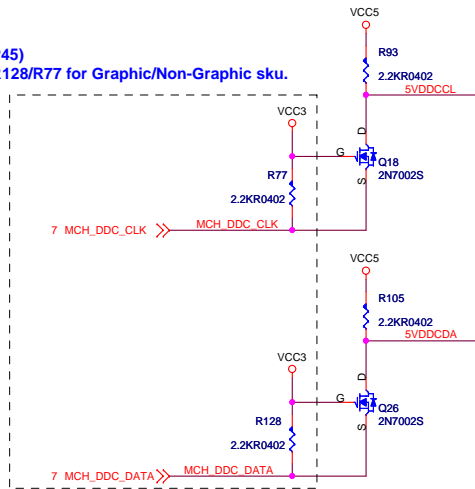 VCC5
45)
128/R77 for Graphic/Non-Graphic sku.
R93
2.2KR0402
5VDDCCL
VCC3
D
G
Q18
2N7002S
S
R77
2.2KR0402
7 MCH_DDC_CLK
MCH_DDC_CLK
VCC5
R105
2.2KR0402
5VDDCDA
VCC3
D
G
Q26
2N7002S
S
R128
2.2KR0402
7 MCH_DDC_DATA
MCH_DDC_DATA